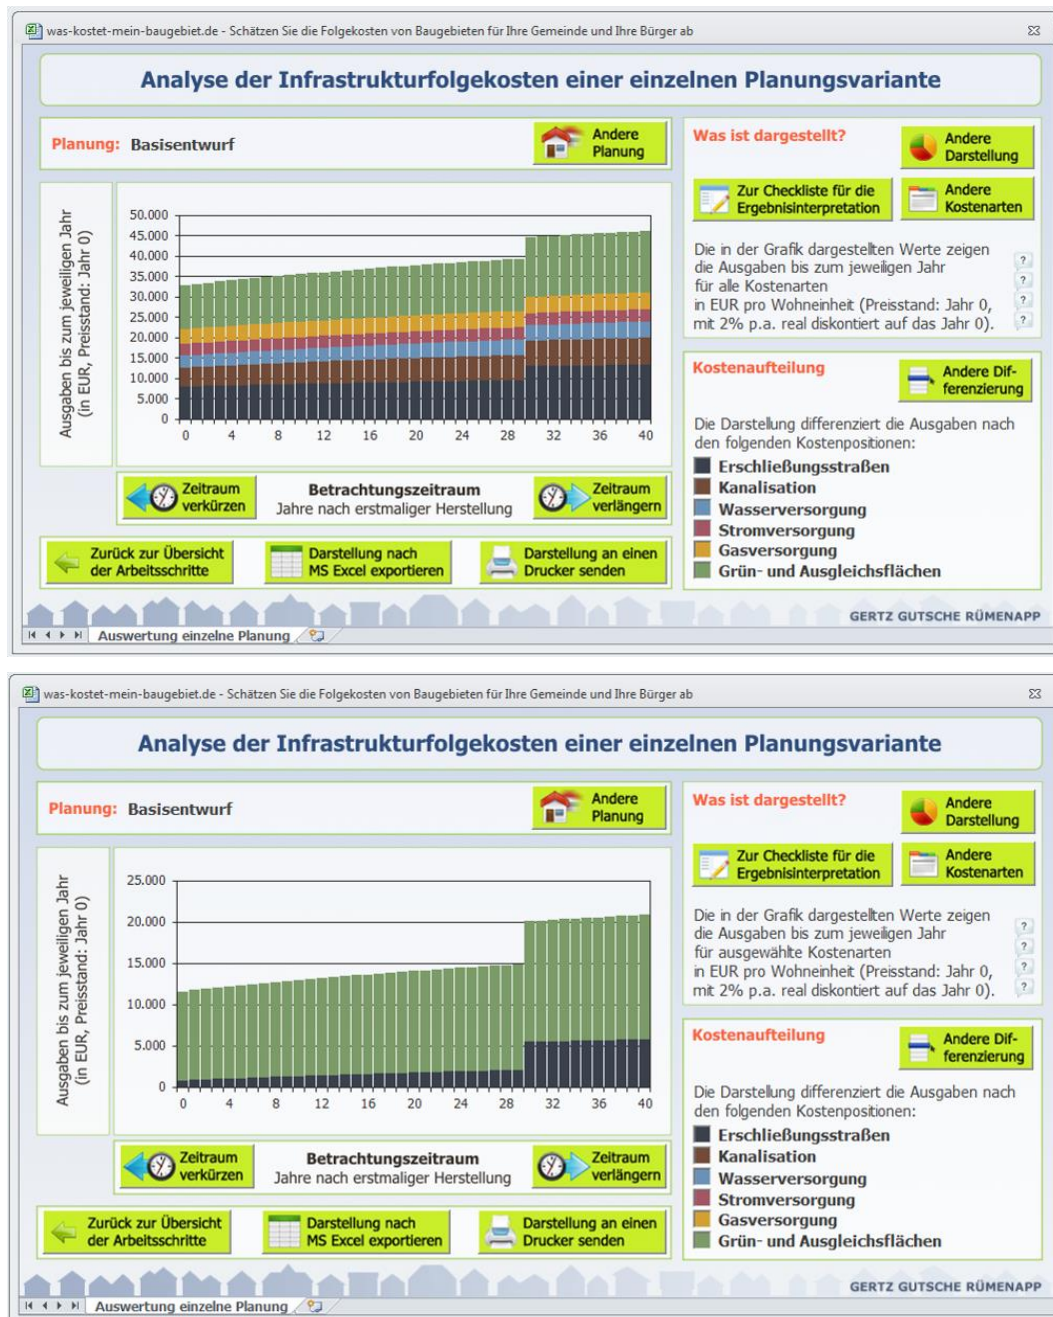 was-kostet-mein-baugebiet.de - Schätzen Sie die Folgekosten von Baugebieten für Ihre Gemeinde und Ihre Bürger ab
Analyse der Infrastrukturfolgekosten einer einzelnen Planungsvariante
Planung: Basisentwurf
Andere
Planung
Ausgaben bis zum jeweiligen Jahr
(in EUR, Preisstand: Jahr 0)
50.000
45.000
40.000
35.000
30.000
25.000
20.000
15.000
10.000
5.000
0
0 4 8 12 16 20 24 28 32 36 40
Zeitraum
verkürzen
Betrachtungszeitraum
Jahre nach erstmaliger Herstellung
Zeitraum
verlängern
Zurück zur Übersicht
der Arbeitsschritte
Darstellung nach
MS Excel exportieren
Darstellung an einen
Drucker senden
Was ist dargestellt?
Andere
Darstellung
Zur Checkliste für die
Ergebnisinterpretation
Andere
Kostenarten
Die in der Grafik dargestellten Werte zeigen
die Ausgaben bis zum jeweiligen Jahr
für alle Kostenarten
in EUR pro Wohneinheit (Preisstand: Jahr 0,
mit 2% p.a. real diskontiert auf das Jahr 0).
?
?
?
?
Kostenaufteilung
Andere Dif-
ferenzierung
Die Darstellung differenziert die Ausgaben nach
den folgenden Kostenpositionen:
Erschließungsstraßen
Kanalisation
Wasserversorgung
Stromversorgung
Gasversorgung
Grün- und Ausgleichsflächen
GERTZ GUTSCHE RÜMENAPP
Auswertung einzelne Planung
was-kostet-mein-baugebiet.de - Schätzen Sie die Folgekosten von Baugebieten für Ihre Gemeinde und Ihre Bürger ab
Analyse der Infrastrukturfolgekosten einer einzelnen Planungsvariante
Planung: Basisentwurf
Andere
Planung
Ausgaben bis zum jeweiligen Jahr
(in EUR, Preisstand: Jahr 0)
25.000
20.000
15.000
10.000
5.000
0
0 4 8 12 16 20 24 28 32 36 40
Zeitraum
verkürzen
Betrachtungszeitraum
Jahre nach erstmaliger Herstellung
Zeitraum
verlängern
Zurück zur Übersicht
der Arbeitsschritte
Darstellung nach
MS Excel exportieren
Darstellung an einen
Drucker senden
Was ist dargestellt?
Andere
Darstellung
Zur Checkliste für die
Ergebnisinterpretation
Andere
Kostenarten
Die in der Grafik dargestellten Werte zeigen
die Ausgaben bis zum jeweiligen Jahr
für ausgewählte Kostenarten
in EUR pro Wohneinheit (Preisstand: Jahr 0,
mit 2% p.a. real diskontiert auf das Jahr 0).
?
?
?
?
Kostenaufteilung
Andere Dif-
ferenzierung
Die Darstellung differenziert die Ausgaben nach
den folgenden Kostenpositionen:
Erschließungsstraßen
Kanalisation
Wasserversorgung
Stromversorgung
Gasversorgung
Grün- und Ausgleichsflächen
GERTZ GUTSCHE RÜMENAPP
Auswertung einzelne Planung